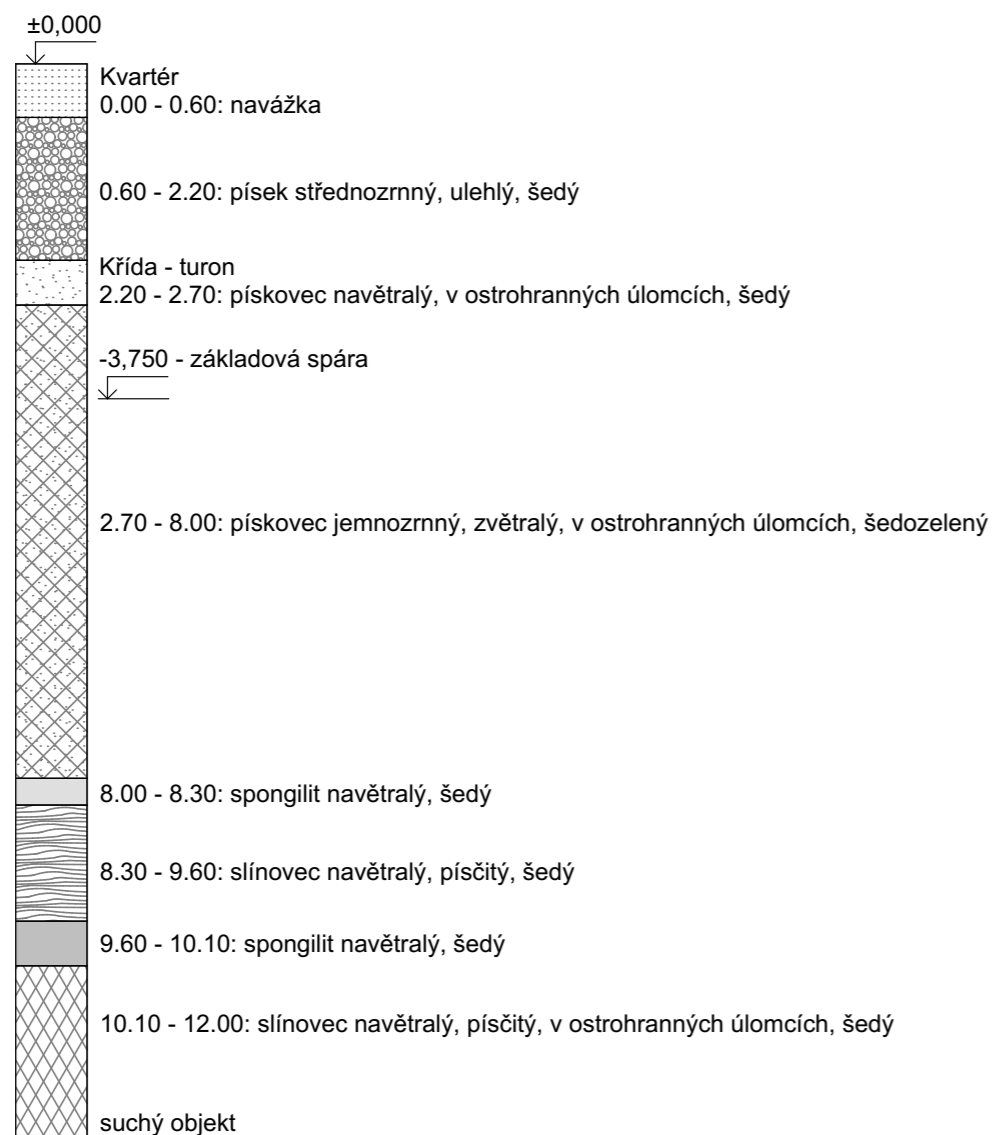 ±0,000
Kvartér
0.00 - 0.60: navážka
0.60 - 2.20: písek střednozrnný, ulehlý, šedý
Křída - turon
2.20 - 2.70: pískovec navětralý, v ostrohranných úlomcích, šedý
-3,750 - základová spára
2.70 - 8.00: pískovec jemnozrnný, zvětralý, v ostrohranných úlomcích, šedozelený
8.00 - 8.30: spongilit navětralý, šedý
8.30 - 9.60: slínovec navětralý, písčitý, šedý
9.60 - 10.10: spongilit navětralý, šedý
10.10 - 12.00: slínovec navětralý, písčitý, v ostrohranných úlomcích, šedý
suchý objekt